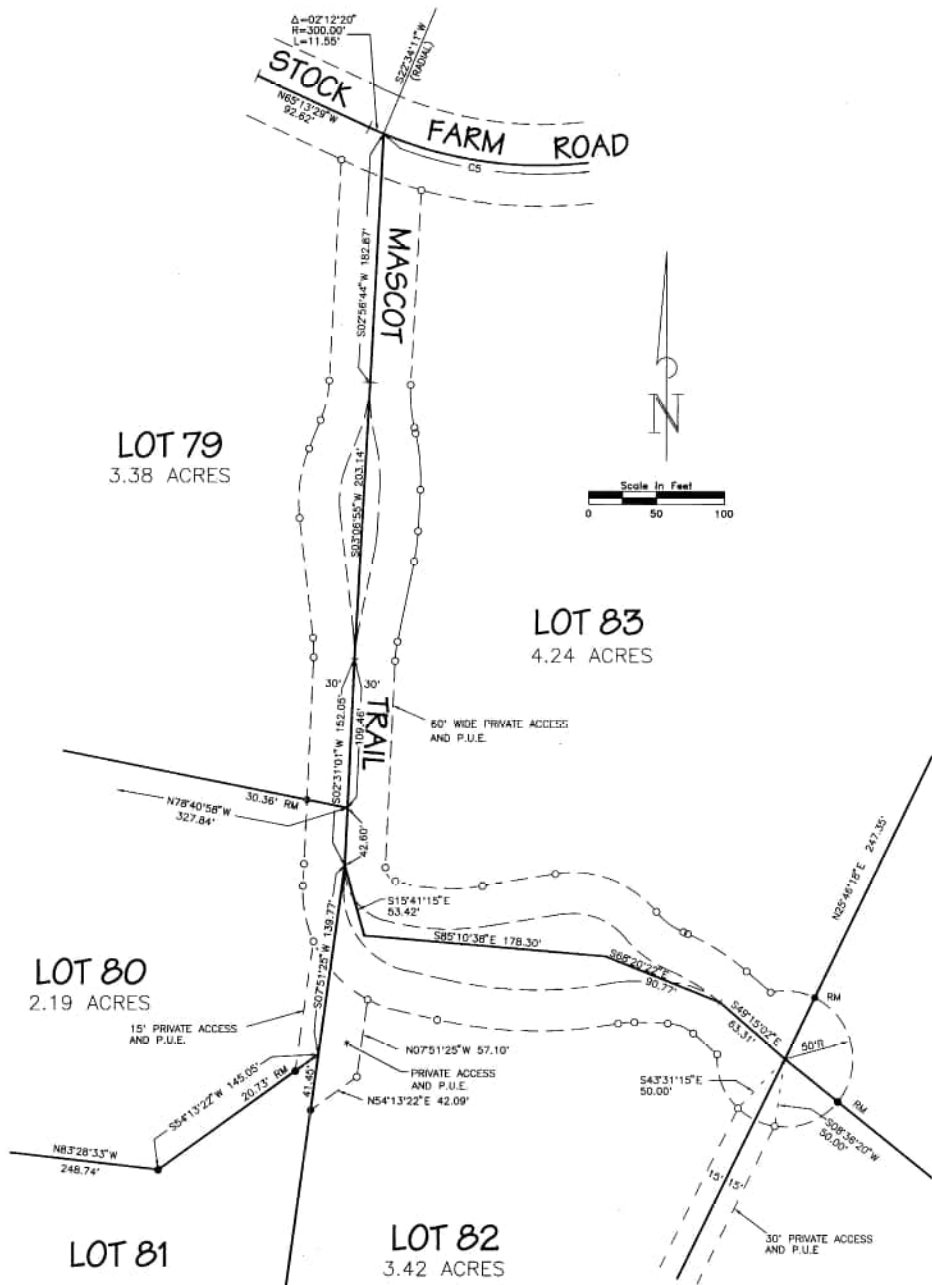 Δ=02°12'20"
R=300.00'
L=11.55'
S22°34'11"W
(RADIAL)
STOCK FARM ROAD
N65°13'29"W
92.62'
C5
MASCOT
S02°56'44"W 182.87'
N
LOT 79
3.38 ACRES
Scale In Feet
0 50 100
S03°06'55"W 203.14'
LOT 83
4.24 ACRES
30' 30'
TRAIL
S02°31'01"W 152.05'
109.46'
60' WIDE PRIVATE ACCESS
AND P.U.E.
30.36' RM
N78°40'58"W
327.84'
42.60'
N25°46'18"E 247.35'
S15°41'15"E
53.42'
S85°10'38"E 178.30'
S07°51'25"W 139.77'
S68°20'22"E
90.77'
LOT 80
2.19 ACRES
RM
S49°15'02"E
63.31'
50'R
15' PRIVATE ACCESS
AND P.U.E.
N07°51'25"W 57.10'
PRIVATE ACCESS
AND P.U.E.
S43°31'15"E
50.00'
S54°13'22"W 145.05'
20.73' RM
41.45'
N54°13'22"E 42.09'
RM
S08°38'20"W
50.00'
N83°28'33"W
248.74'
15' 15'
LOT 81
LOT 82
3.42 ACRES
30' PRIVATE ACCESS
AND P.U.E